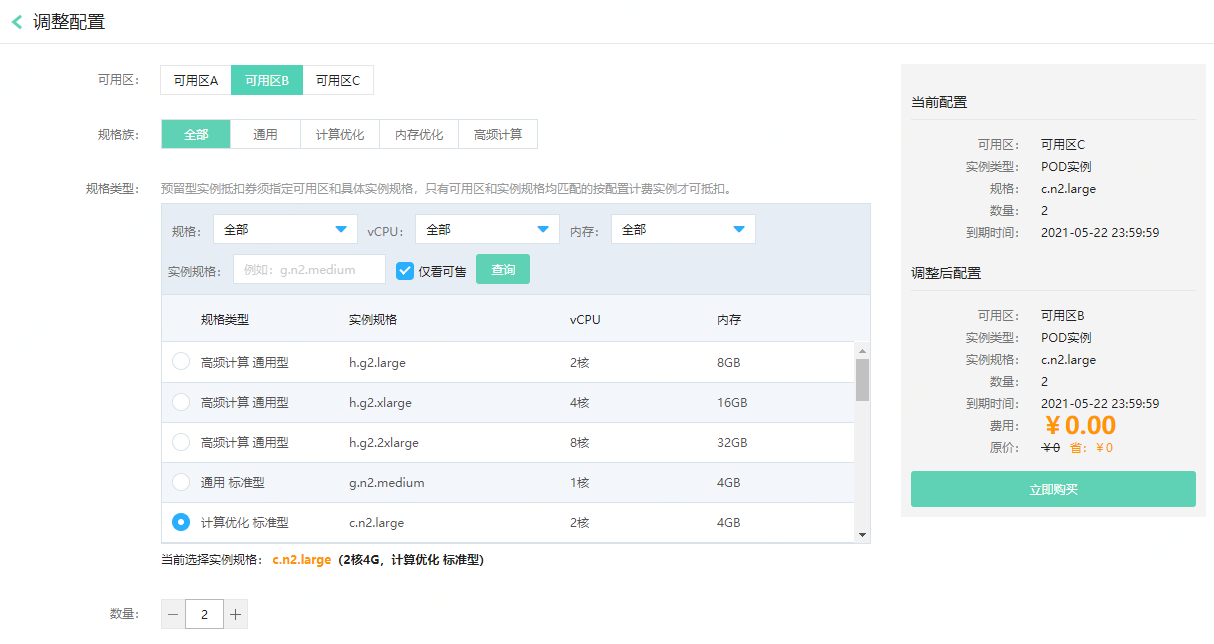 调整配置
可用区： 可用区A 可用区B 可用区C
规格族： 全部 通用 计算优化 内存优化 高频计算
规格类型： 预留型实例抵扣券须指定可用区和具体实例规格，只有可用区和实例规格均匹配的按配置计费实例才可抵扣。
规格： 全部 vCPU： 全部 内存： 全部
实例规格： 例如：g.n2.medium 仅看可售 查询
规格类型 实例规格 vCPU 内存
高频计算 通用型 h.g2.large 2核 8GB
高频计算 通用型 h.g2.xlarge 4核 16GB
高频计算 通用型 h.g2.2xlarge 8核 32GB
通用 标准型 g.n2.medium 1核 4GB
计算优化 标准型 c.n2.large 2核 4GB
当前选择实例规格： c.n2.large （2核4G，计算优化 标准型）
数量： － 2 ＋
当前配置
可用区： 可用区C
实例类型： POD实例
规格： c.n2.large
数量： 2
到期时间： 2021-05-22 23:59:59
调整后配置
可用区： 可用区B
实例类型： POD实例
实例规格： c.n2.large
数量： 2
到期时间： 2021-05-22 23:59:59
费用： ￥0.00
原价： ￥0 省：￥0
立即购买